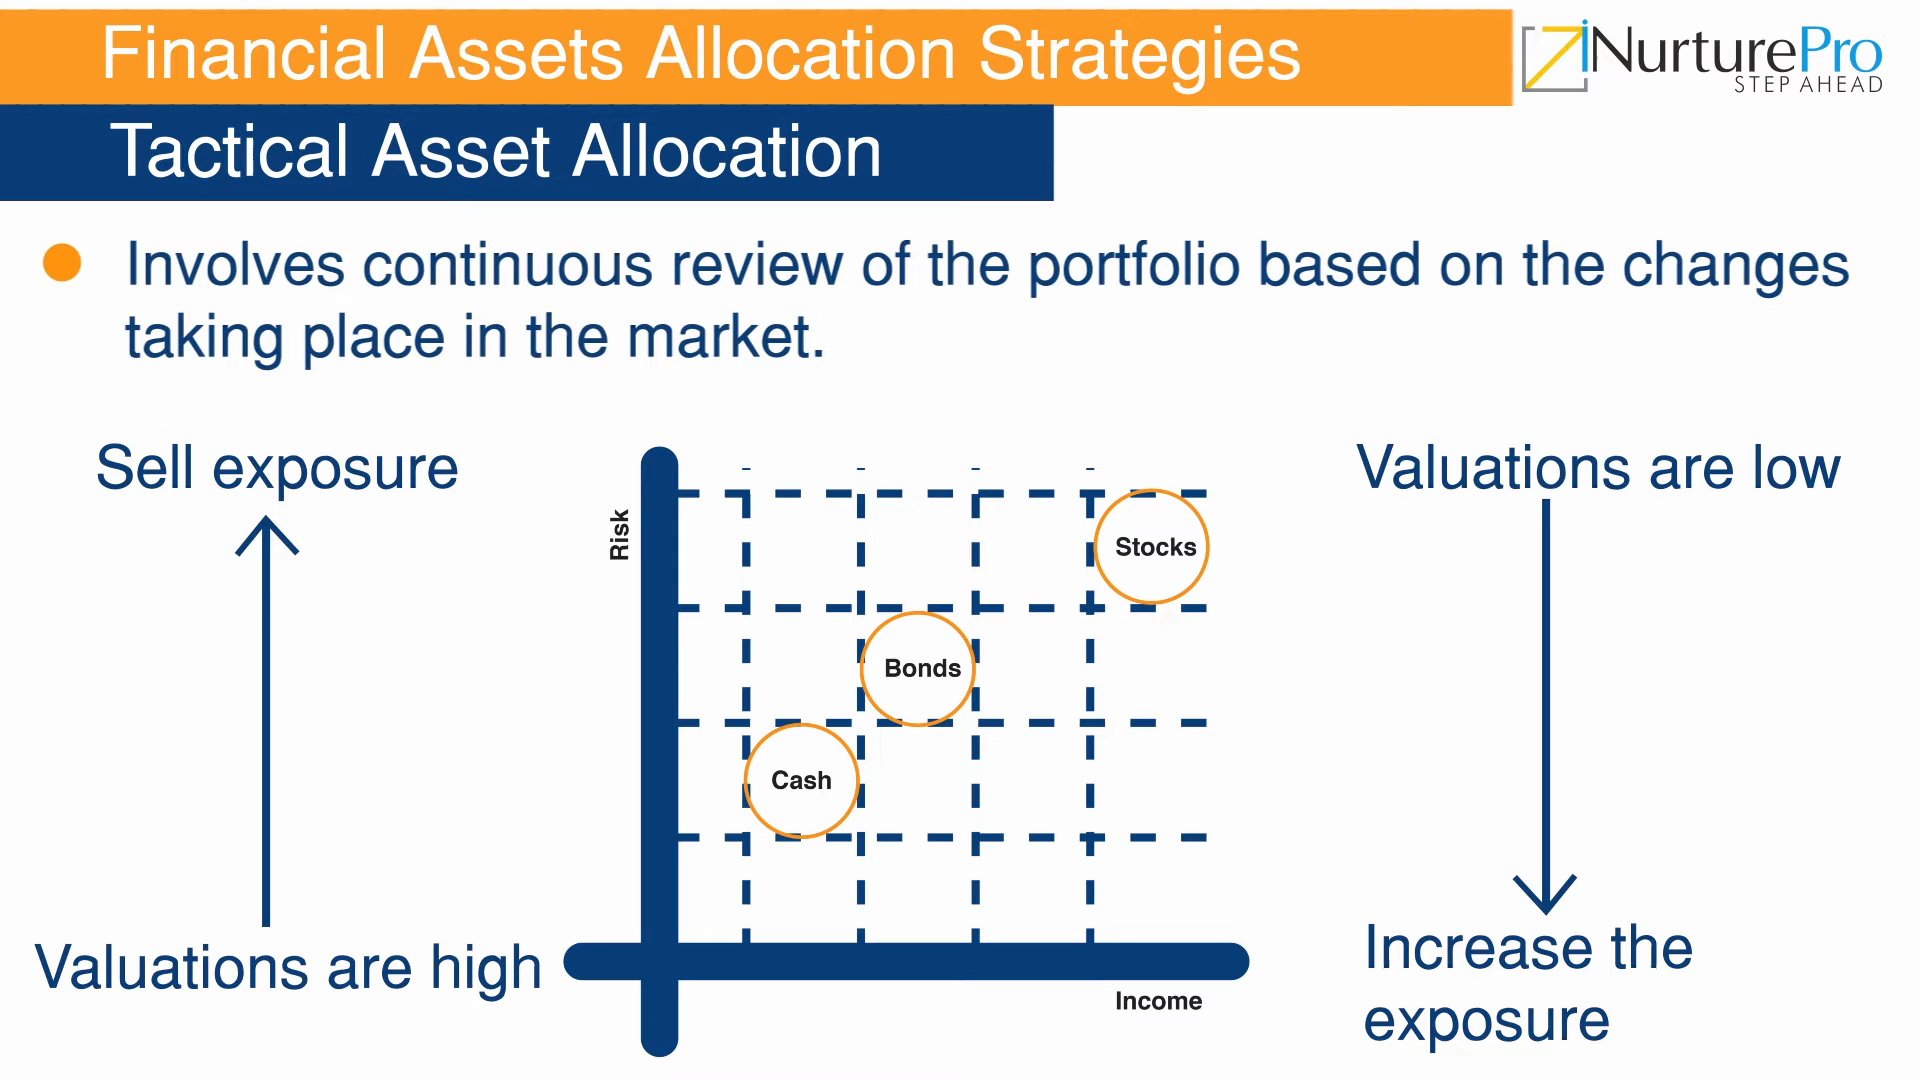 Financial Assets Allocation Strategies
iNurturePro
STEP AHEAD
Tactical Asset Allocation
Involves continuous review of the portfolio based on the changes
taking place in the market.
Sell exposure
Valuations are high
Risk
Stocks
Bonds
Cash
Income
Valuations are low
Increase the
exposure